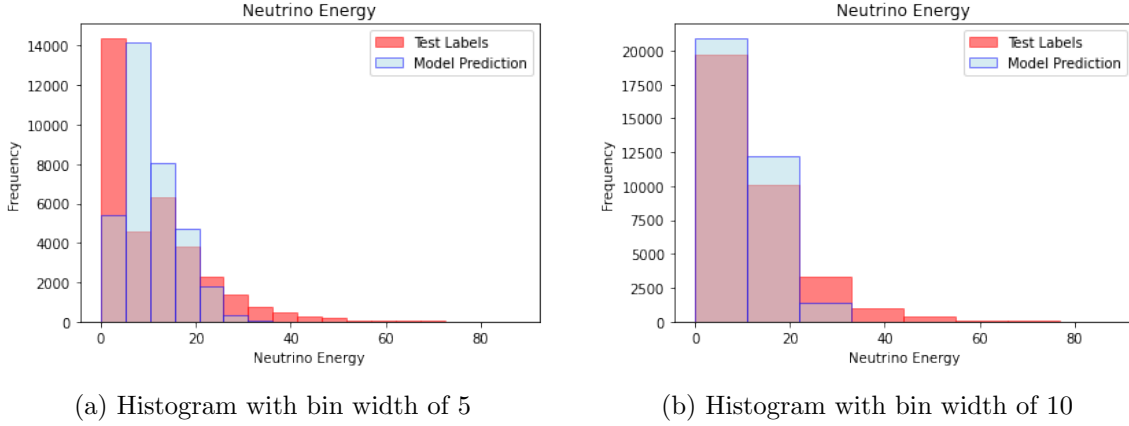 Neutrino Energy
14000
12000
10000
8000
6000
4000
2000
0
Frequency
Test Labels
Model Prediction
0 20 40 60 80
Neutrino Energy
(a) Histogram with bin width of 5
Neutrino Energy
20000
17500
15000
12500
10000
7500
5000
2500
0
Frequency
Test Labels
Model Prediction
0 20 40 60 80
Neutrino Energy
(b) Histogram with bin width of 10